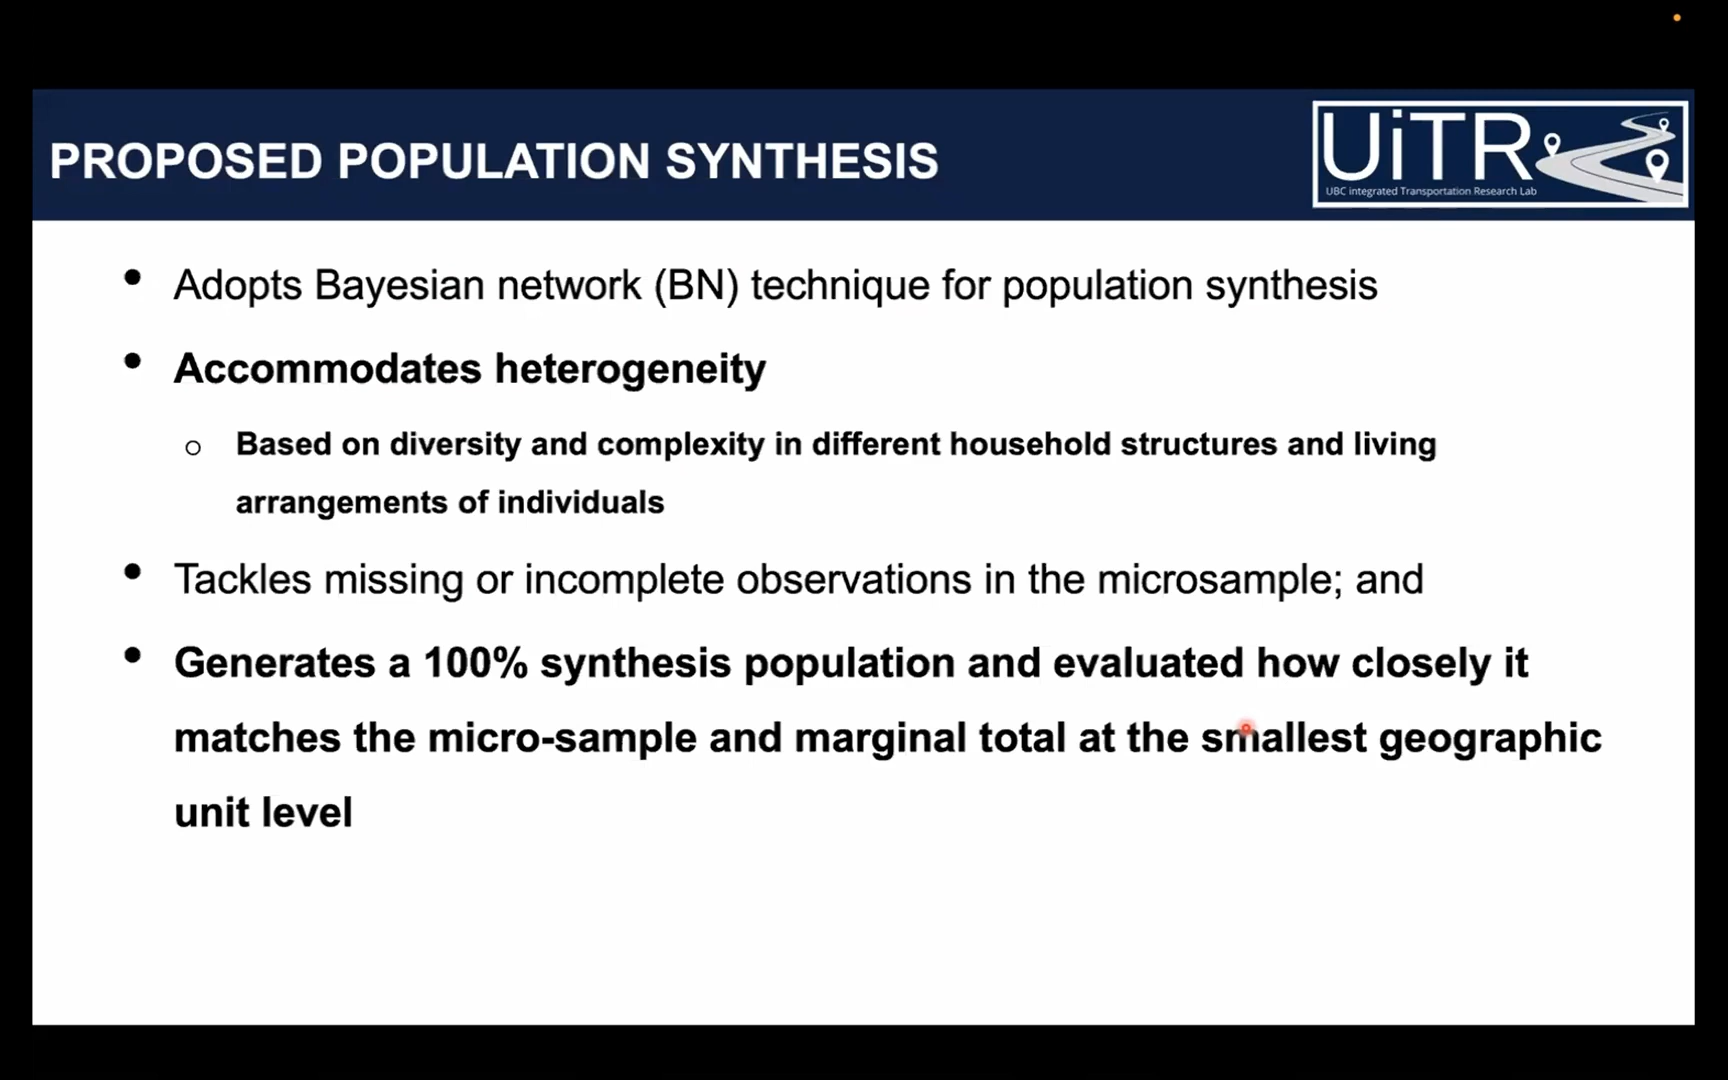 PROPOSED POPULATION SYNTHESIS
UiTR
UBC integrated Transportation Research Lab
• Adopts Bayesian network (BN) technique for population synthesis
• Accommodates heterogeneity
o Based on diversity and complexity in different household structures and living
arrangements of individuals
• Tackles missing or incomplete observations in the microsample; and
• Generates a 100% synthesis population and evaluated how closely it
matches the micro-sample and marginal total at the smallest geographic
unit level